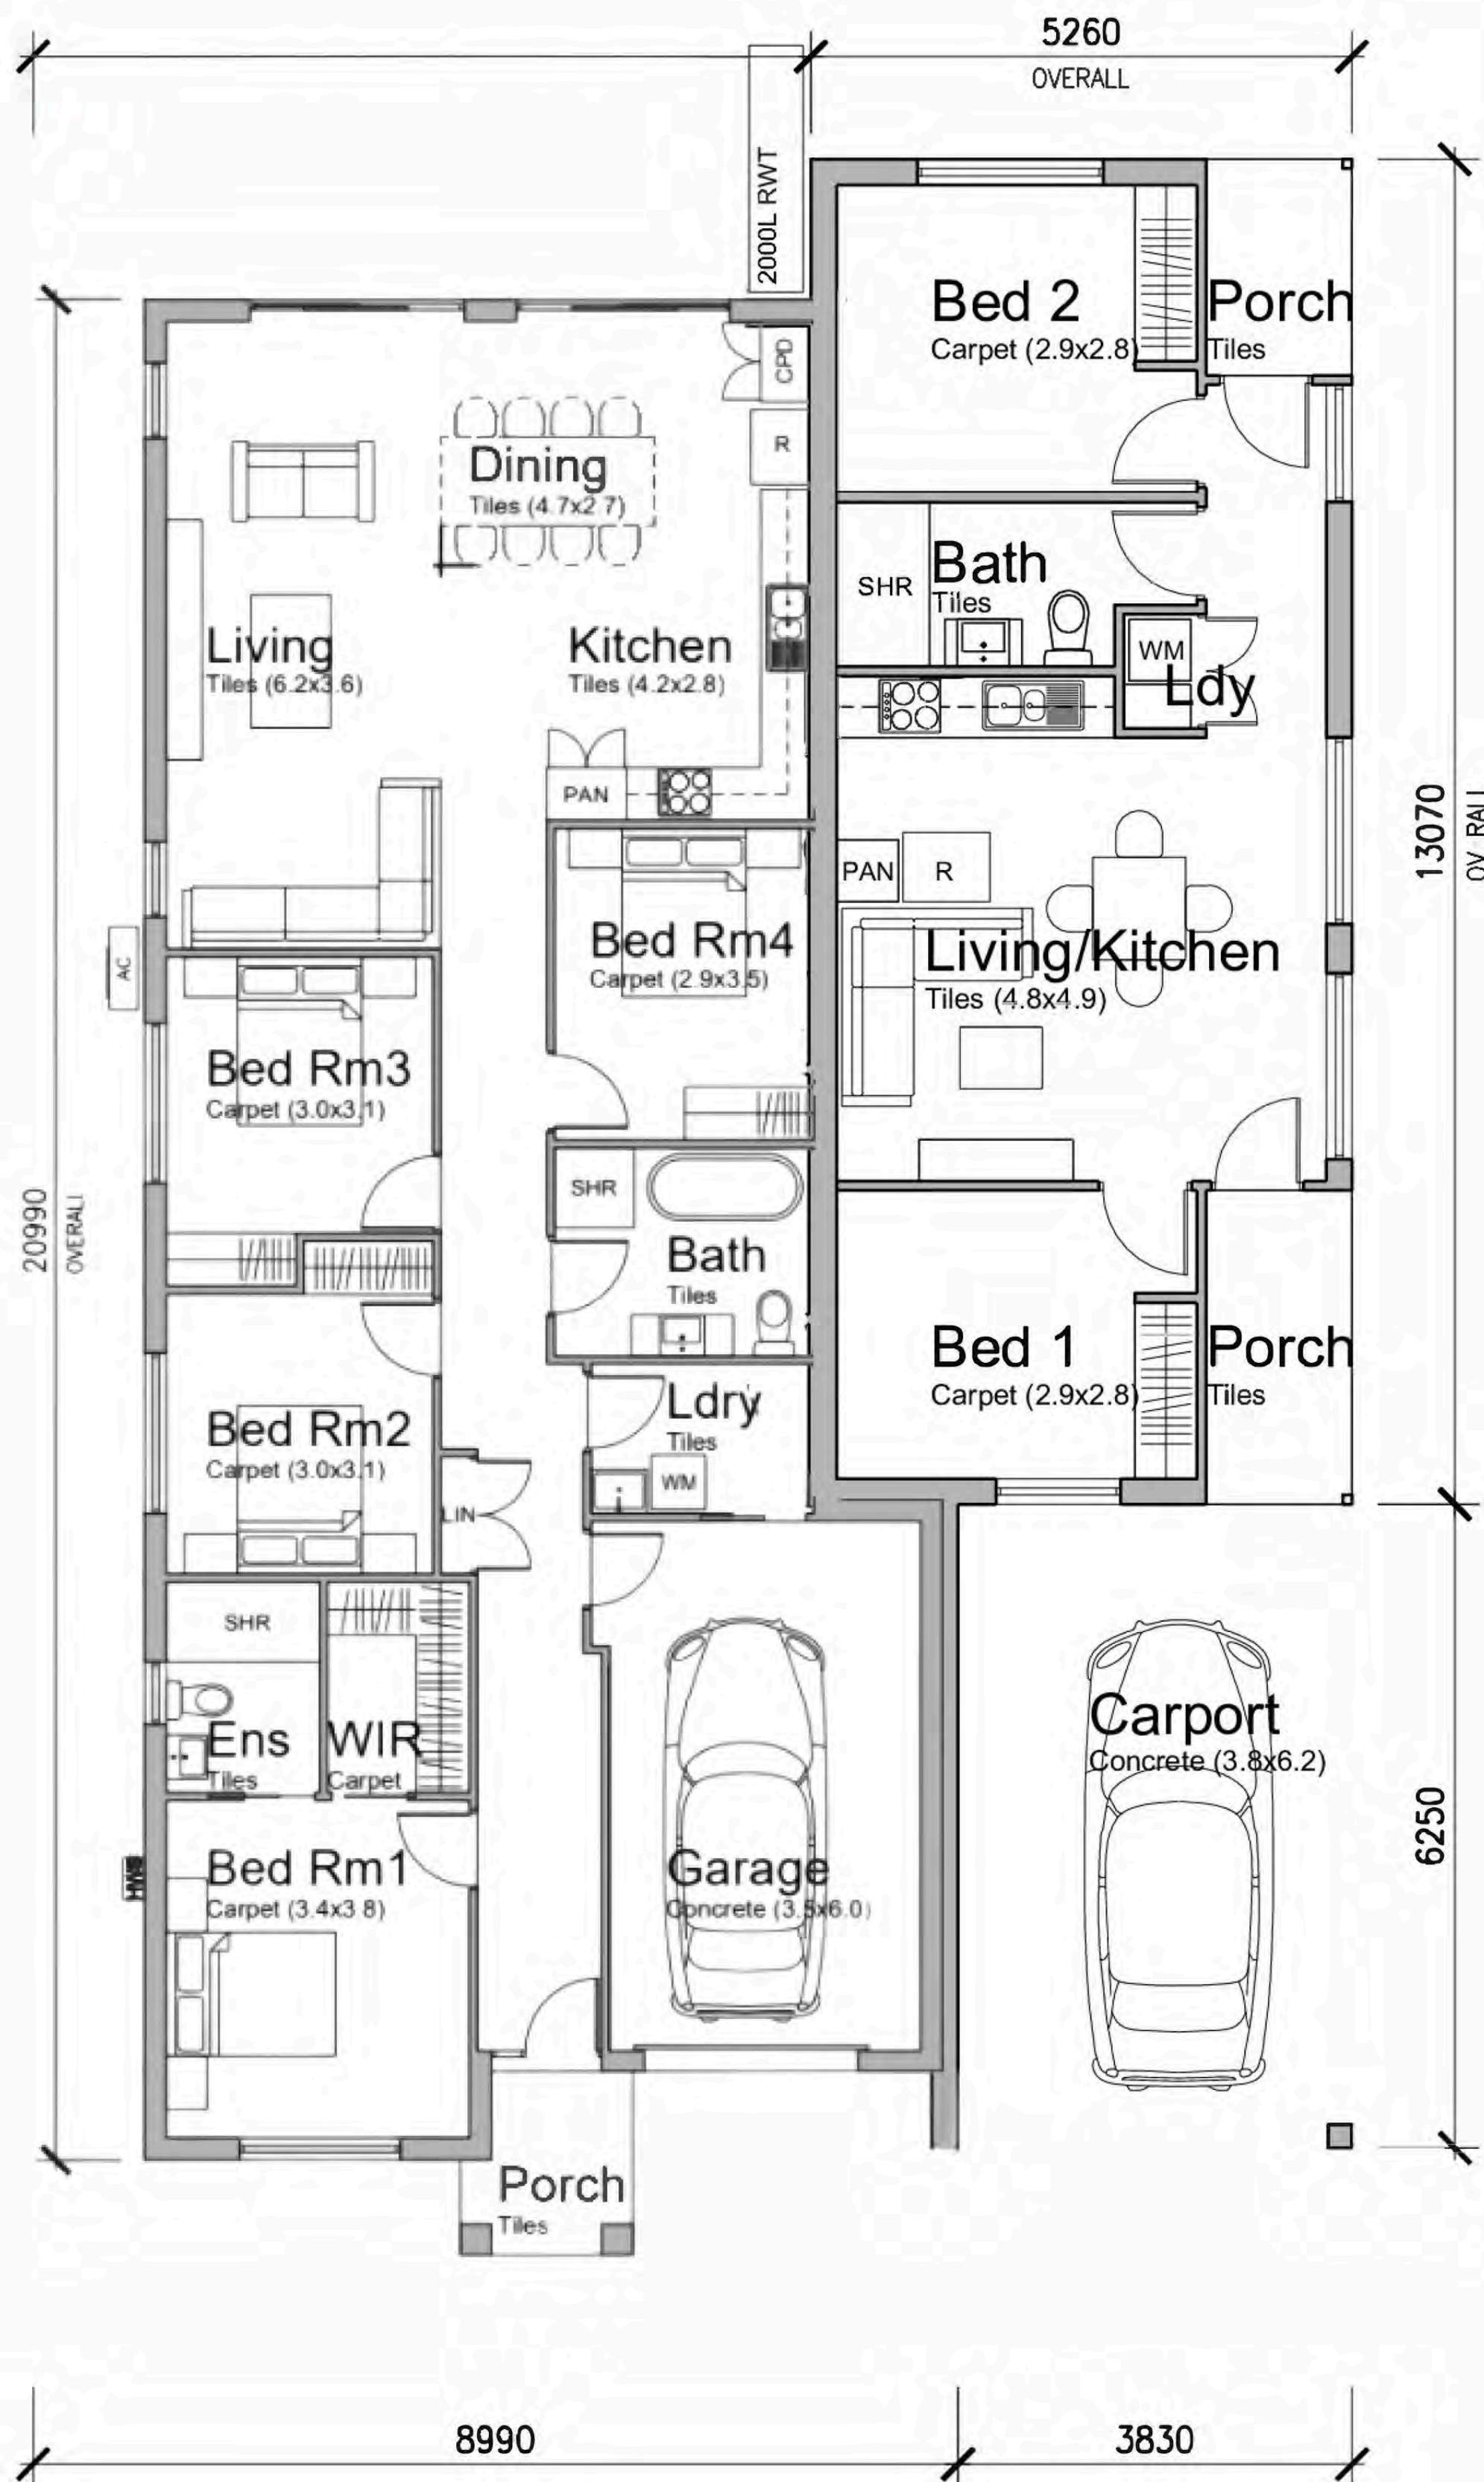 5260
OVERALL
2000L RWT
Bed 2
Carpet (2.9x2.8)
Porch
Tiles
CPD
R
Dining
Tiles (4.7x2 7)
Bath
Tiles
SHR
WM
Ldy
Living
Tiles (6.2x3.6)
Kitchen
Tiles (4.2x2.8)
PAN
PAN
R
13070
OV RALL
Bed Rm4
Carpet (2.9x3.5)
Living/Kitchen
Tiles (4.8x4.9)
AC
Bed Rm3
Carpet (3.0x3.1)
20990
OVERALL
SHR
Bath
Tiles
Bed 1
Carpet (2.9x2.8)
Porch
Tiles
Ldry
Tiles
WM
Bed Rm2
Carpet (3.0x3.1)
LIN
SHR
Ens
Tiles
WIR
Carpet
Carport
Concrete (3.8x6.2)
6250
HWS
Bed Rm1
Carpet (3.4x3 8)
Garage
Concrete (3.5x6.0)
Porch
Tiles
8990
3830